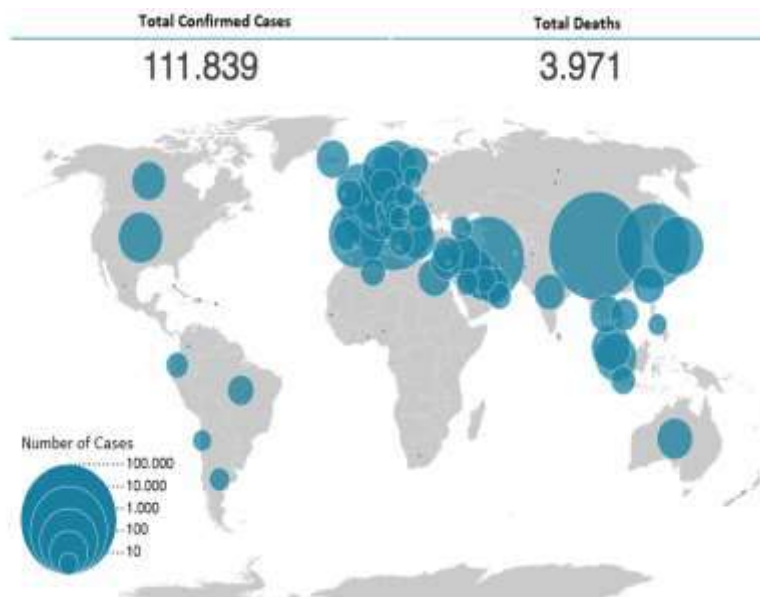 Total Confirmed Cases
Total Deaths
111.839
3.971
Number of Cases
100.000
10.000
1.000
100
10